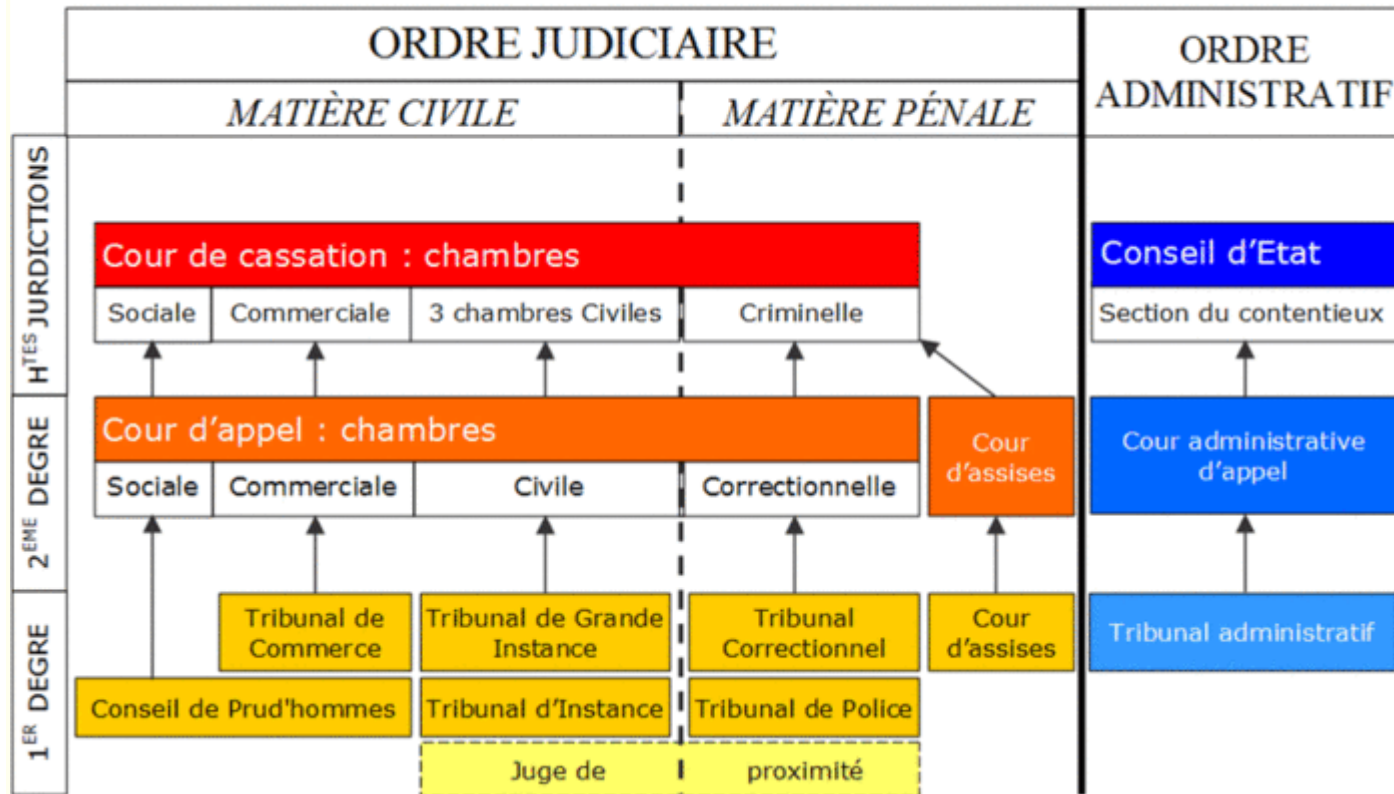 ORDRE JUDICIAIRE
ORDRE
ADMINISTRATIF
MATIÈRE CIVILE
MATIÈRE PÉNALE
HTES JURDICTIONS
Cour de cassation : chambres
Sociale
Commerciale
3 chambres Civiles
Criminelle
Conseil d'Etat
Section du contentieux
2EME DEGRE
Cour d'appel : chambres
Sociale
Commerciale
Civile
Correctionnelle
Cour
d'assises
Cour administrative
d'appel
1ER DEGRE
Tribunal de
Commerce
Tribunal de Grande
Instance
Tribunal
Correctionnel
Cour
d'assises
Tribunal administratif
Conseil de Prud'hommes
Tribunal d'Instance
Tribunal de Police
Juge de proximité